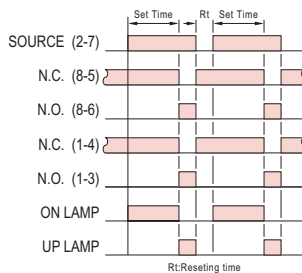 Set Time Rt Set Time
SOURCE (2-7)
N.C. (8-5)
N.O. (8-6)
N.C. (1-4)
N.O. (1-3)
ON LAMP
UP LAMP
Rt:Reseting time